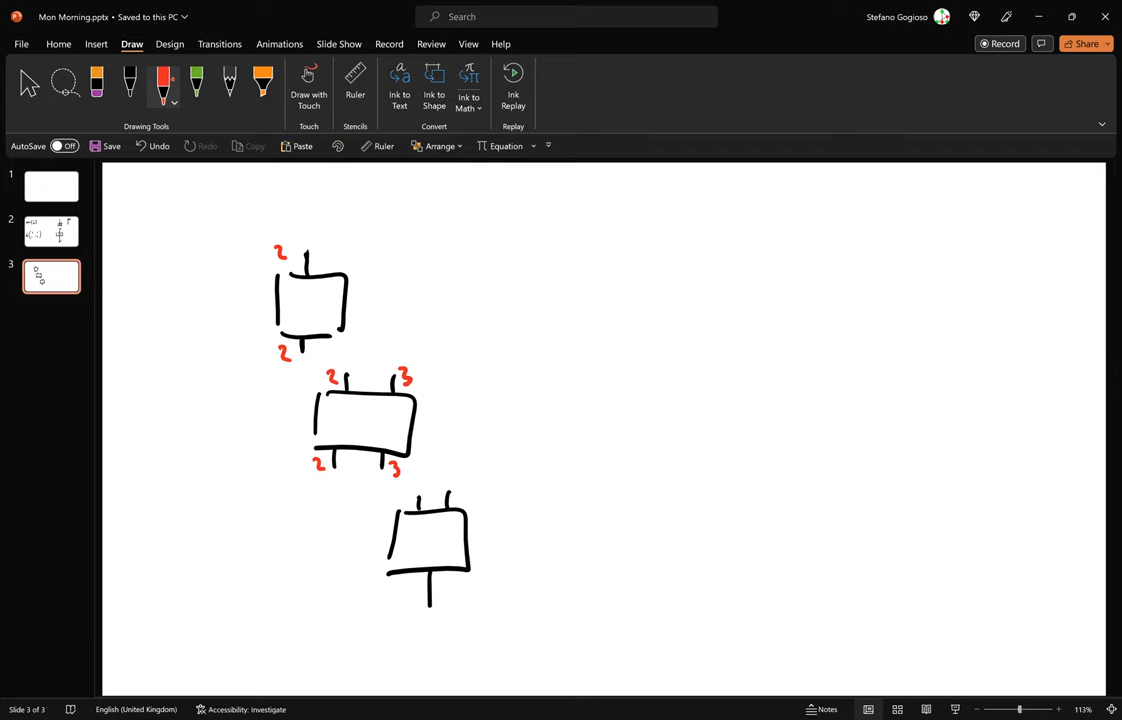 Mon Morning.pptx • Saved to this PC
Search
Stefano Gogioso
File Home Insert Draw Design Transitions Animations Slide Show Record Review View Help
Record
Share
Draw with Touch
Ruler
Ink to Text
Ink to Shape
Ink to Math
Ink Replay
Drawing Tools
Touch
Stencils
Convert
Replay
AutoSave Off Save Undo Redo Copy Paste Ruler Arrange Equation
1
2
3
2
2
2 3
2 3
Slide 3 of 3 English (United Kingdom) Accessibility: Investigate Notes 113%